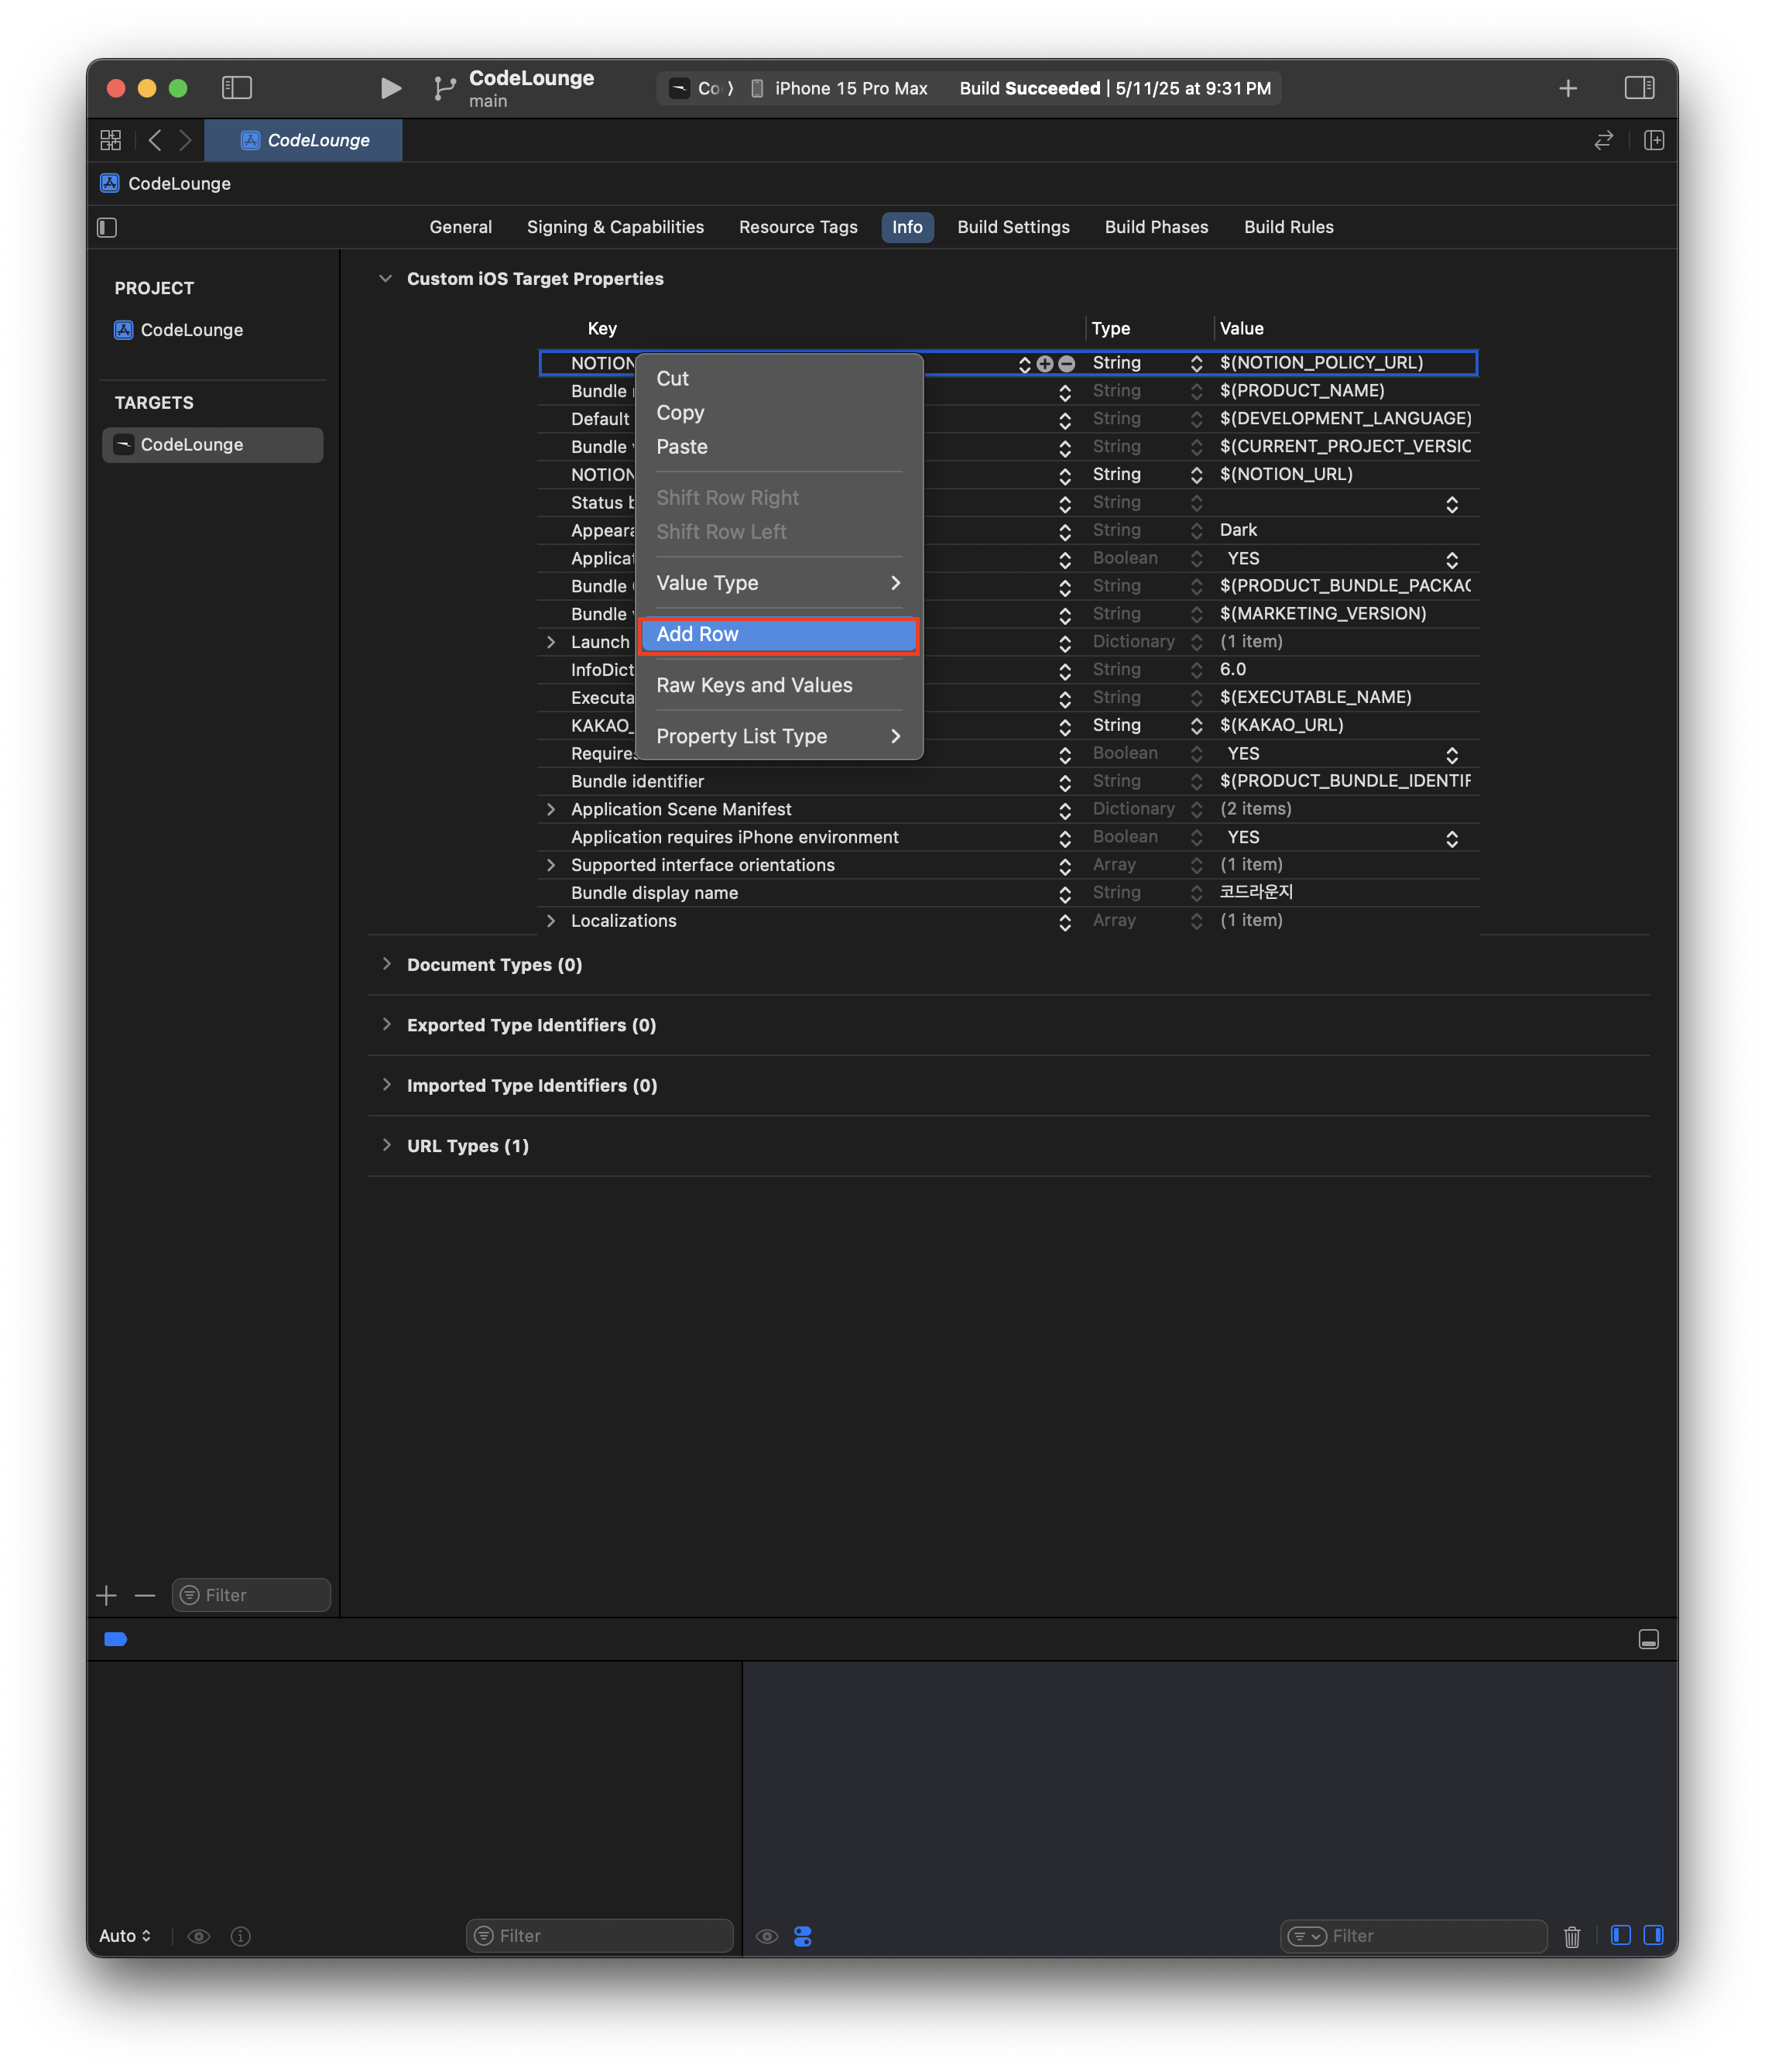 CodeLounge
main
Co
iPhone 15 Pro Max
Build Succeeded | 5/11/25 at 9:31 PM
CodeLounge
CodeLounge
General Signing & Capabilities Resource Tags Info Build Settings Build Phases Build Rules
PROJECT
CodeLounge
TARGETS
CodeLounge
Custom iOS Target Properties
Key Type Value
NOTION String $(NOTION_POLICY_URL)
Bundle String $(PRODUCT_NAME)
Default String $(DEVELOPMENT_LANGUAGE)
Bundle String $(CURRENT_PROJECT_VERSIO
NOTION String $(NOTION_URL)
Status String
Appeara String Dark
Applicat Boolean YES
Bundle String $(PRODUCT_BUNDLE_PACKAG
Bundle String $(MARKETING_VERSION)
Launch Dictionary (1 item)
InfoDict String 6.0
Executa String $(EXECUTABLE_NAME)
KAKAO_ String $(KAKAO_URL)
Require Boolean YES
Bundle identifier String $(PRODUCT_BUNDLE_IDENTIF
Application Scene Manifest Dictionary (2 items)
Application requires iPhone environment Boolean YES
Supported interface orientations Array (1 item)
Bundle display name String 코드라운지
Localizations Array (1 item)
Cut
Copy
Paste
Shift Row Right
Shift Row Left
Value Type
Add Row
Raw Keys and Values
Property List Type
Document Types (0)
Exported Type Identifiers (0)
Imported Type Identifiers (0)
URL Types (1)
Filter
Auto
Filter
Filter